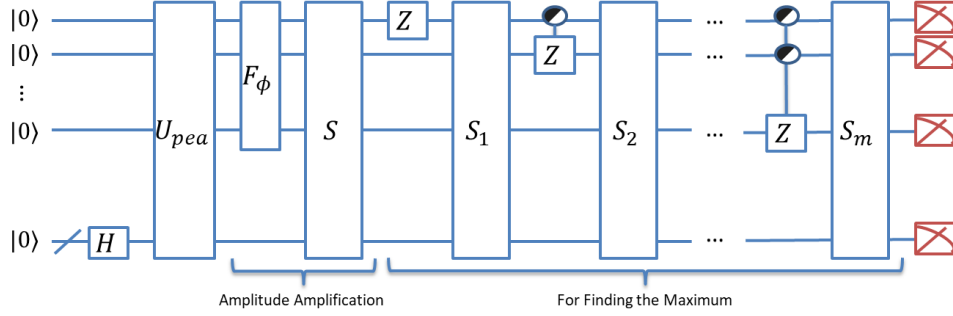 |0⟩ Z ...
|0⟩ Z ...
⋮ F_ϕ
|0⟩ U_pea S S_1 S_2 ... Z S_m
|0⟩ H ...
Amplitude Amplification For Finding the Maximum